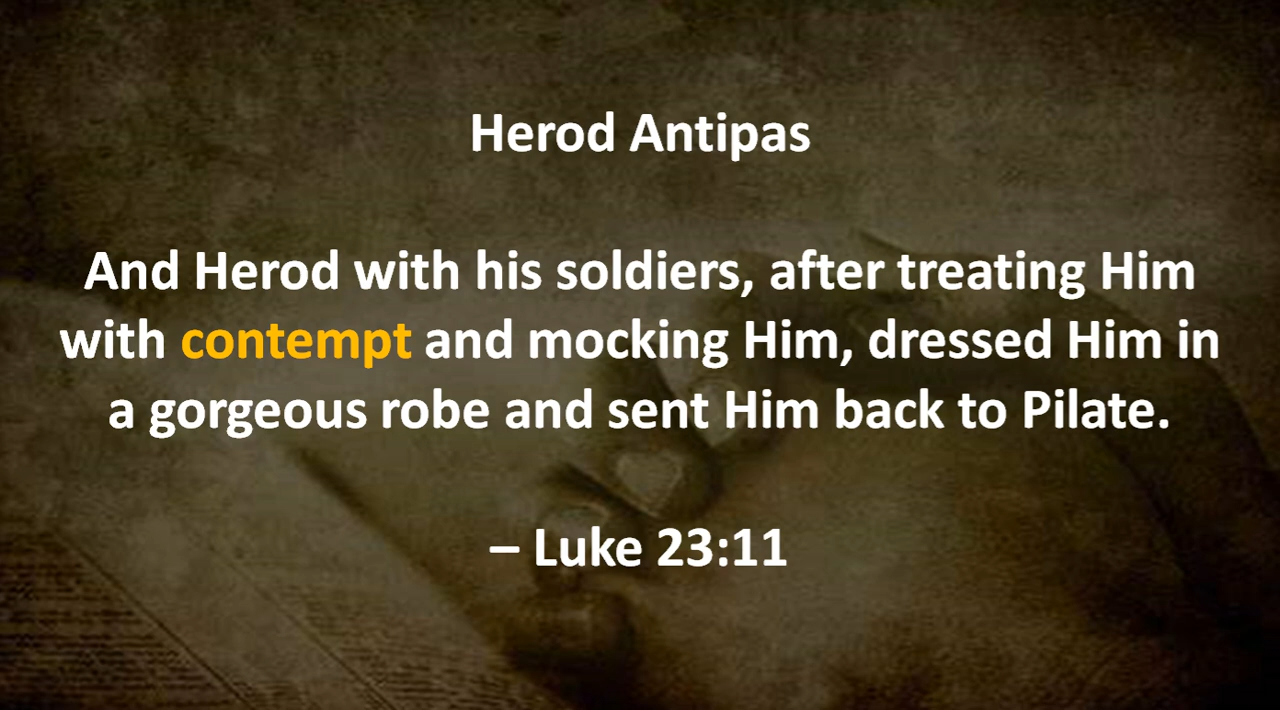 Herod Antipas
And Herod with his soldiers, after treating Him
with contempt and mocking Him, dressed Him in
a gorgeous robe and sent Him back to Pilate.
– Luke 23:11